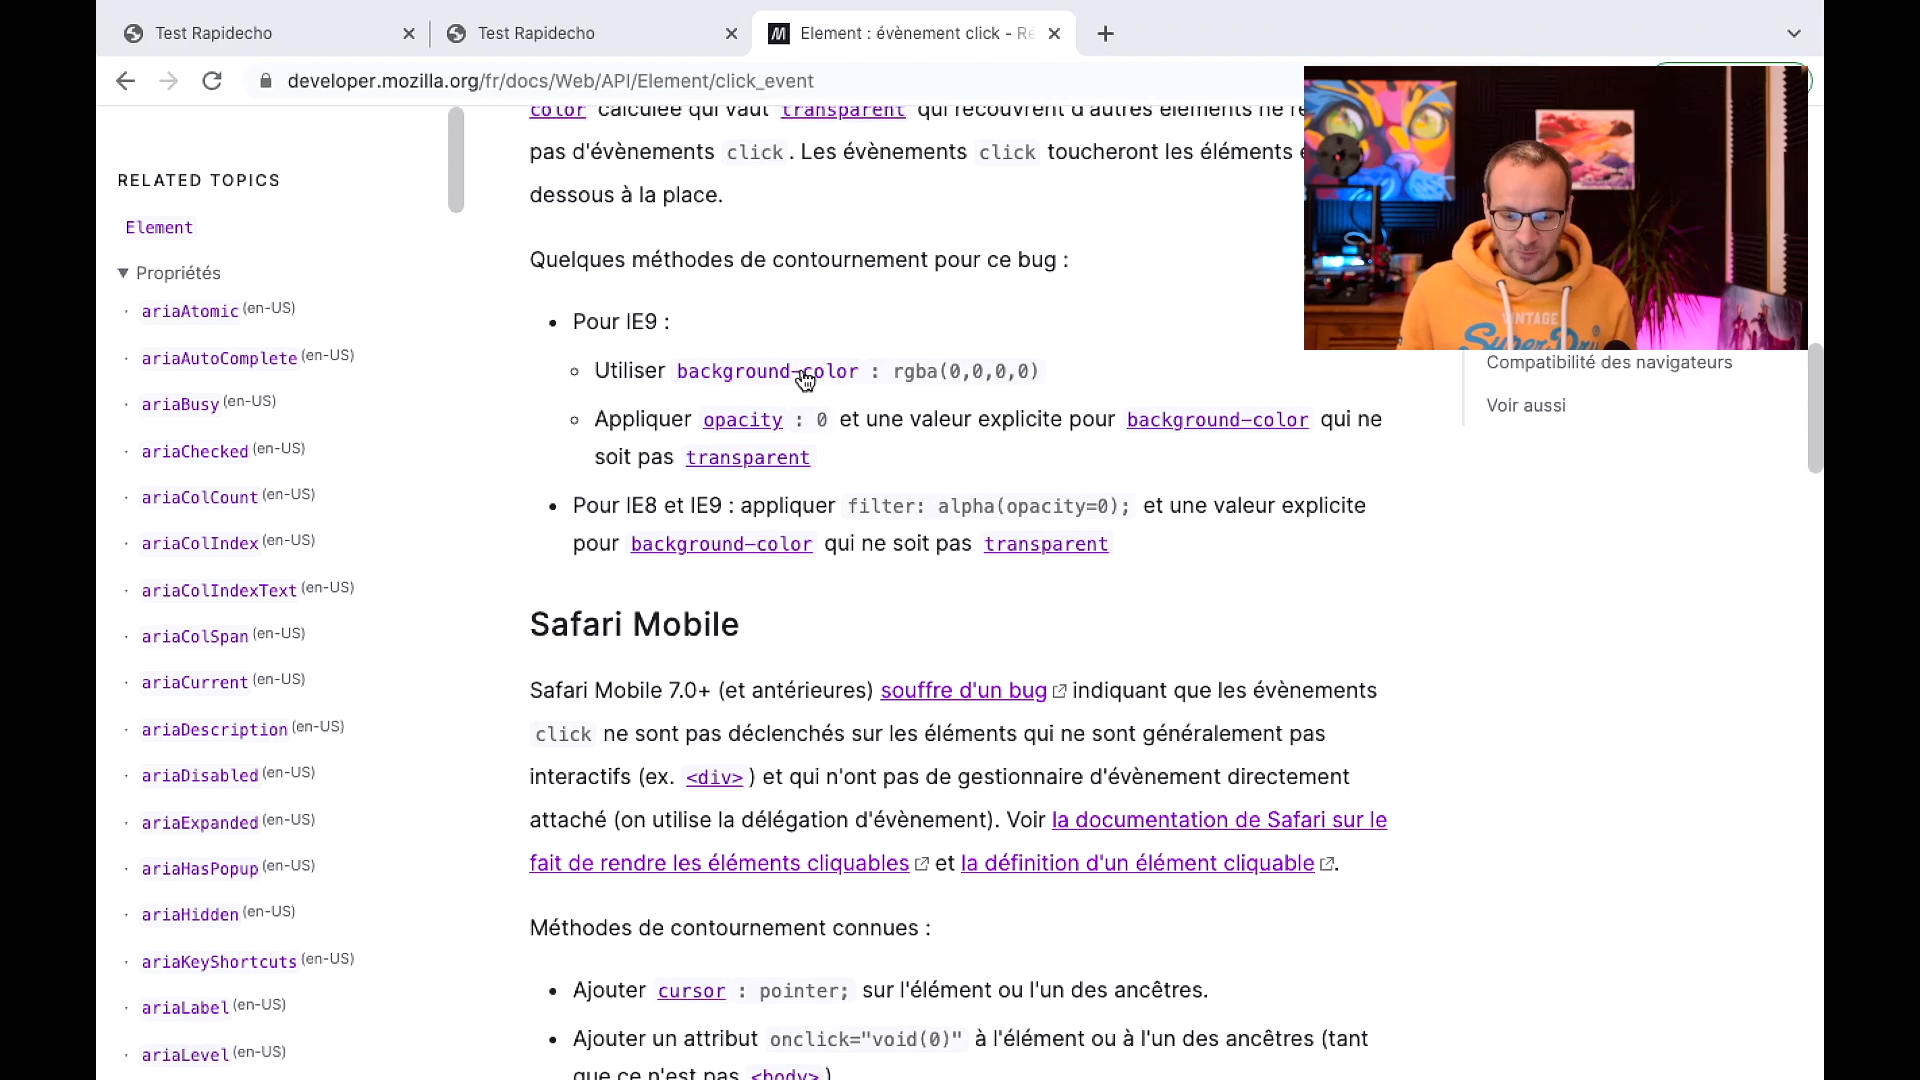 Test Rapidecho
Test Rapidecho
Element : évènement click - Ré
developer.mozilla.org/fr/docs/Web/API/Element/click_event
RELATED TOPICS
Element
Propriétés
ariaAtomic (en-US)
ariaAutoComplete (en-US)
ariaBusy (en-US)
ariaChecked (en-US)
ariaColCount (en-US)
ariaColIndex (en-US)
ariaColIndexText (en-US)
ariaColSpan (en-US)
ariaCurrent (en-US)
ariaDescription (en-US)
ariaDisabled (en-US)
ariaExpanded (en-US)
ariaHasPopup (en-US)
ariaHidden (en-US)
ariaKeyShortcuts (en-US)
ariaLabel (en-US)
ariaLevel (en-US)
color calculée qui vaut transparent qui recouvrent d'autres éléments ne
pas d'évènements click. Les évènements click toucheront les éléments
dessous à la place.
Quelques méthodes de contournement pour ce bug :
• Pour IE9 :
◦ Utiliser background-color : rgba(0,0,0,0)
◦ Appliquer opacity : 0 et une valeur explicite pour background-color qui ne
soit pas transparent
• Pour IE8 et IE9 : appliquer filter: alpha(opacity=0); et une valeur explicite
pour background-color qui ne soit pas transparent
Safari Mobile
Safari Mobile 7.0+ (et antérieures) souffre d'un bug indiquant que les évènements
click ne sont pas déclenchés sur les éléments qui ne sont généralement pas
interactifs (ex. <div> ) et qui n'ont pas de gestionnaire d'évènement directement
attaché (on utilise la délégation d'évènement). Voir la documentation de Safari sur le
fait de rendre les éléments cliquables et la définition d'un élément cliquable .
Méthodes de contournement connues :
• Ajouter cursor : pointer; sur l'élément ou l'un des ancêtres.
• Ajouter un attribut onclick="void(0)" à l'élément ou à l'un des ancêtres (tant
que ce n'est pas <body> )
Compatibilité des navigateurs
Voir aussi
VINTAGE